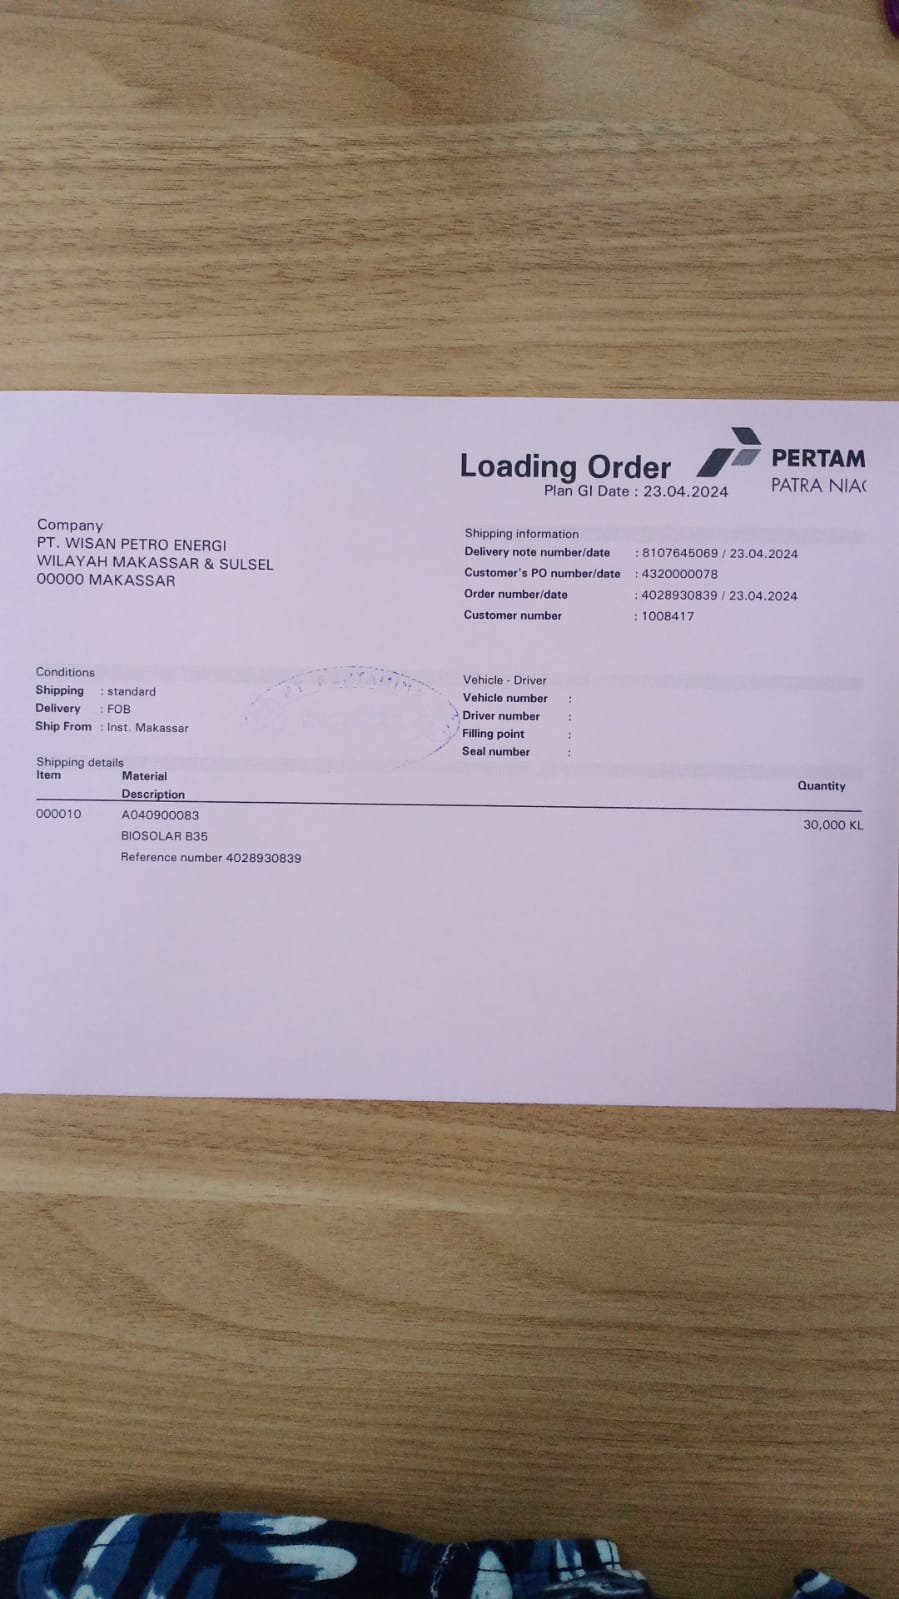 Loading Order
PERTAM
PATRA NIA
Plan GI Date : 23.04.2024
Company
PT. WISAN PETRO ENERGI
WILAYAH MAKASSAR & SULSEL
00000 MAKASSAR
Shipping information
Delivery note number/date : 8107645069 / 23.04.2024
Customer's PO number/date : 4320000078
Order number/date : 4028930839 / 23.04.2024
Customer number : 1008417
Conditions
Shipping : standard
Delivery : FOB
Ship From : Inst. Makassar
PT PERTAMINA
Vehicle - Driver
Vehicle number :
Driver number :
Filling point :
Seal number :
Shipping details
Item Material Quantity
Description
000010 A040900083 30,000 KL
BIOSOLAR B35
Reference number 4028930839